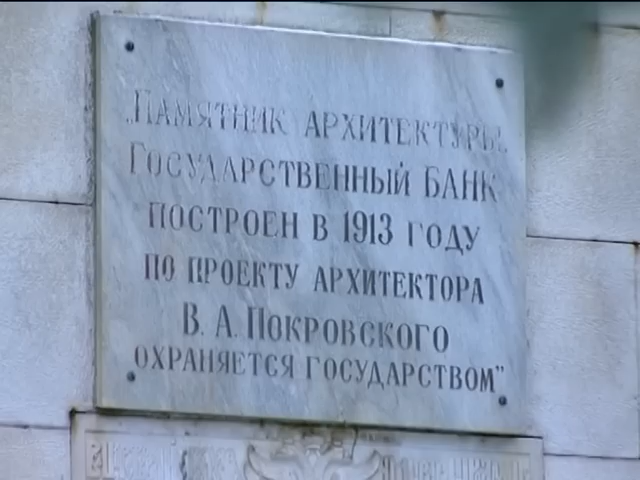 „Памятник архитектуры.
Государственный банк
построен в 1913 году
по проекту архитектора
В. А. Покровского
охраняется государством”